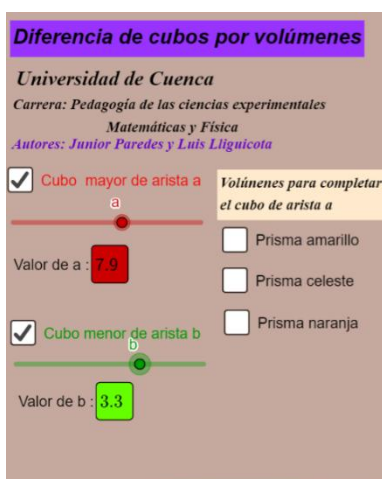 Diferencia de cubos por volúmenes
Universidad de Cuenca
Carrera: Pedagogía de las ciencias experimentales
Matemáticas y Física
Autores: Junior Paredes y Luis Lliguicota
Cubo mayor de arista a
a
Valor de a : 7.9
Cubo menor de arista b
b
Valor de b : 3.3
Volúnenes para completar
el cubo de arista a
Prisma amarillo
Prisma celeste
Prisma naranja